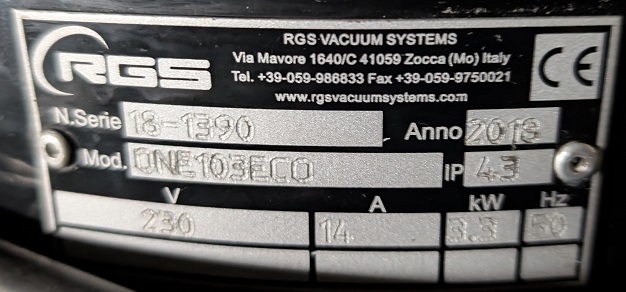 RGS
RGS VACUUM SYSTEMS
Via Mavore 1640/C 41059 Zocca (Mo) Italy
Tel. +39-059-986833 Fax +39-059-9750021
www.rgsvacuumsystems.com
CE
N.Serie 18-1390 Anno 2018
Mod. ONE103ECO IP 4.3
V A kW Hz
230 14 3.3 50